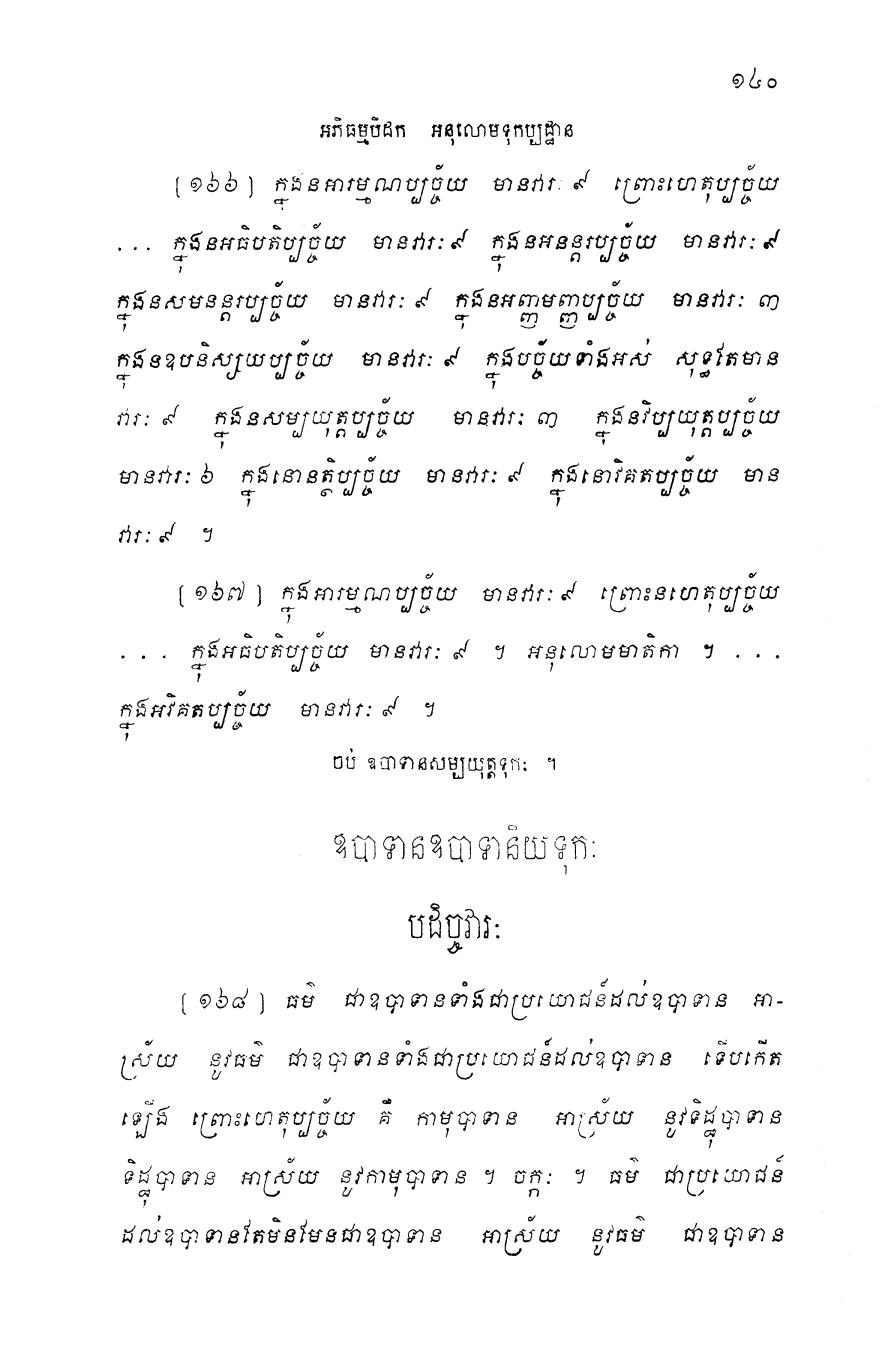 ១៤០
អភិធម្មបិដក អនុលោមទុកប្បដ្ឋាន
[១៦៦] ក្នុងនអារម្មណប្បច្ច័យ មានវារៈ ៩ ព្រោះហេតុប្បច្ច័យ
... ក្នុងនអធិបតិប្បច្ច័យ មានវារៈ ៩ ក្នុងនអនន្តរប្បច្ច័យ មានវារៈ ៩
ក្នុងនសមនន្តរប្បច្ច័យ មានវារៈ ៩ ក្នុងនអញ្ញមញ្ញប្បច្ច័យ មានវារៈ ៣
ក្នុងនឧបនិស្សយប្បច្ច័យ មានវារៈ ៩ ក្នុងបច្ច័យទាំងអស់ សុទ្ធតែមាន
វារៈ ៩ ក្នុងនសម្បយុត្តប្បច្ច័យ មានវារៈ ៣ ក្នុងនវិប្បយុត្តប្បច្ច័យ
មានវារៈ ៦ ក្នុងនោនត្ថិប្បច្ច័យ មានវារៈ ៩ ក្នុងនោវិគតប្បច្ច័យ មាន
វារៈ ៩ ។
[១៦៧] ក្នុងអារម្មណប្បច្ច័យ មានវារៈ ៩ ព្រោះនហេតុប្បច្ច័យ
... ក្នុងអធិបតិប្បច្ច័យ មានវារៈ ៩ ។ អនុលោមមាតិកា ។ ...
ក្នុងអវិគតប្បច្ច័យ មានវារៈ ៩ ។
ចប់ ឧបាទានសម្បយុត្តទុកៈ ។
ឧបាទានឧបាទានិយទុកៈ
បដិច្ចវារៈ
[១៦៨] ធម៌ ជាឧបាទានទាំងជាប្រយោជន៍ដល់ឧបាទាន អា-
ស្រ័យ នូវធម៌ ជាឧបាទានទាំងជាប្រយោជន៍ដល់ឧបាទាន ទើបកើត
ឡើង ព្រោះហេតុប្បច្ច័យ គឺ កាមុបាទាន អាស្រ័យ នូវទិដ្ឋុបាទាន
ទិដ្ឋុបាទាន អាស្រ័យ នូវកាមុបាទាន ។ ចក្កៈ ។ ធម៌ ជាប្រយោជន៍
ដល់ឧបាទានតែមិនមែនជាឧបាទាន អាស្រ័យ នូវធម៌ ជាឧបាទាន